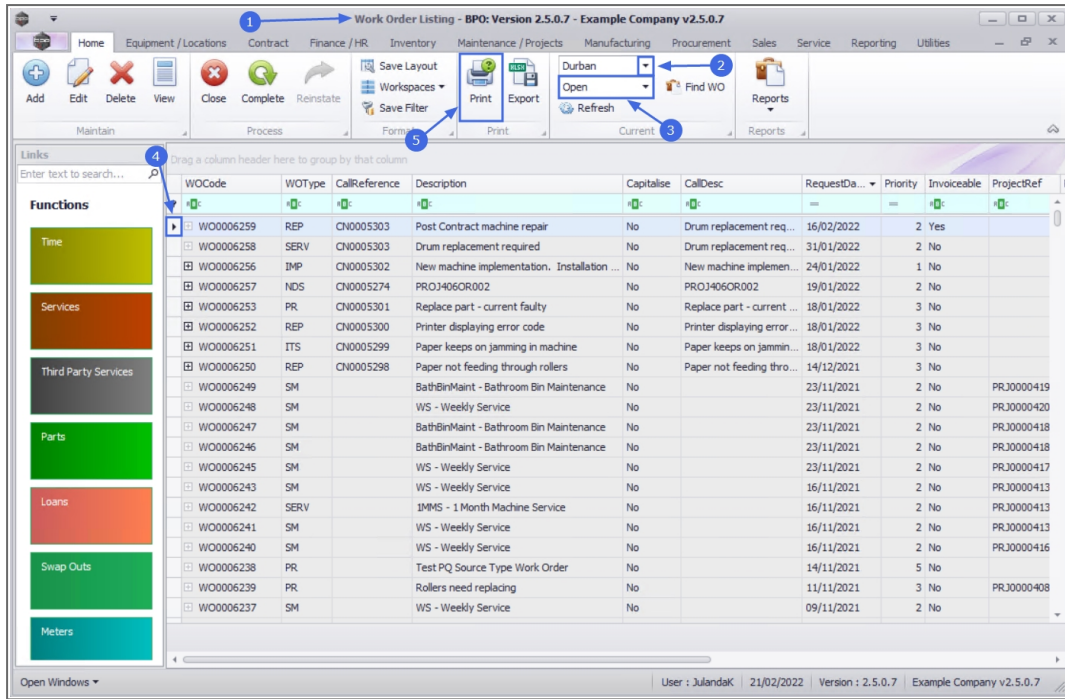 1
Work Order Listing - BPO: Version 2.5.0.7 - Example Company v2.5.0.7
Home Equipment / Locations Contract Finance / HR Inventory Maintenance / Projects Manufacturing Procurement Sales Service Reporting Utilities
Add Edit Delete View Close Complete Reinstate Save Layout Workspaces Save Filter Print Export Durban Open Refresh Find WO Reports
2
3
5
Maintain Process Format Print Current Reports
Links
4
Drag a column header here to group by that column
Enter text to search...
WOCode WOType CallReference Description Capitalise CallDesc RequestDa... Priority Invoiceable ProjectRef
Functions
WO0006259 REP CN0005303 Post Contract machine repair No Drum replacement req... 16/02/2022 2 Yes
WO0006258 SERV CN0005303 Drum replacement required No Drum replacement req... 31/01/2022 2 No
WO0006256 IMP CN0005302 New machine implementation. Installation ... No New machine implemen... 24/01/2022 1 No
WO0006257 NDS CN0005274 PROJ406OR002 No PROJ406OR002 19/01/2022 2 No
WO0006253 PR CN0005301 Replace part - current faulty No Replace part - current ... 18/01/2022 3 No
WO0006252 REP CN0005300 Printer displaying error code No Printer displaying error... 18/01/2022 3 No
WO0006251 ITS CN0005299 Paper keeps on jamming in machine No Paper keeps on jammin... 18/01/2022 3 No
WO0006250 REP CN0005298 Paper not feeding through rollers No Paper not feeding thro... 14/12/2021 3 No
WO0006249 SM BathBinMaint - Bathroom Bin Maintenance No 23/11/2021 2 No PRJ0000419
WO0006248 SM WS - Weekly Service No 23/11/2021 2 No PRJ0000420
WO0006247 SM BathBinMaint - Bathroom Bin Maintenance No 23/11/2021 2 No PRJ0000418
WO0006246 SM BathBinMaint - Bathroom Bin Maintenance No 23/11/2021 2 No PRJ0000418
WO0006245 SM WS - Weekly Service No 23/11/2021 2 No PRJ0000417
WO0006243 SM WS - Weekly Service No 16/11/2021 2 No PRJ0000413
WO0006242 SERV 1MMS - 1 Month Machine Service No 16/11/2021 2 No PRJ0000413
WO0006241 SM WS - Weekly Service No 16/11/2021 2 No PRJ0000413
WO0006240 SM WS - Weekly Service No 16/11/2021 2 No PRJ0000416
WO0006238 PR Test PQ Source Type Work Order No 14/11/2021 5 No
WO0006239 PR Rollers need replacing No 11/11/2021 3 No PRJ0000408
WO0006237 SM WS - Weekly Service No 09/11/2021 2 No
Time
Services
Third Party Services
Parts
Loans
Swap Outs
Meters
Open Windows User : JulandaK 21/02/2022 Version : 2.5.0.7 Example Company v2.5.0.7